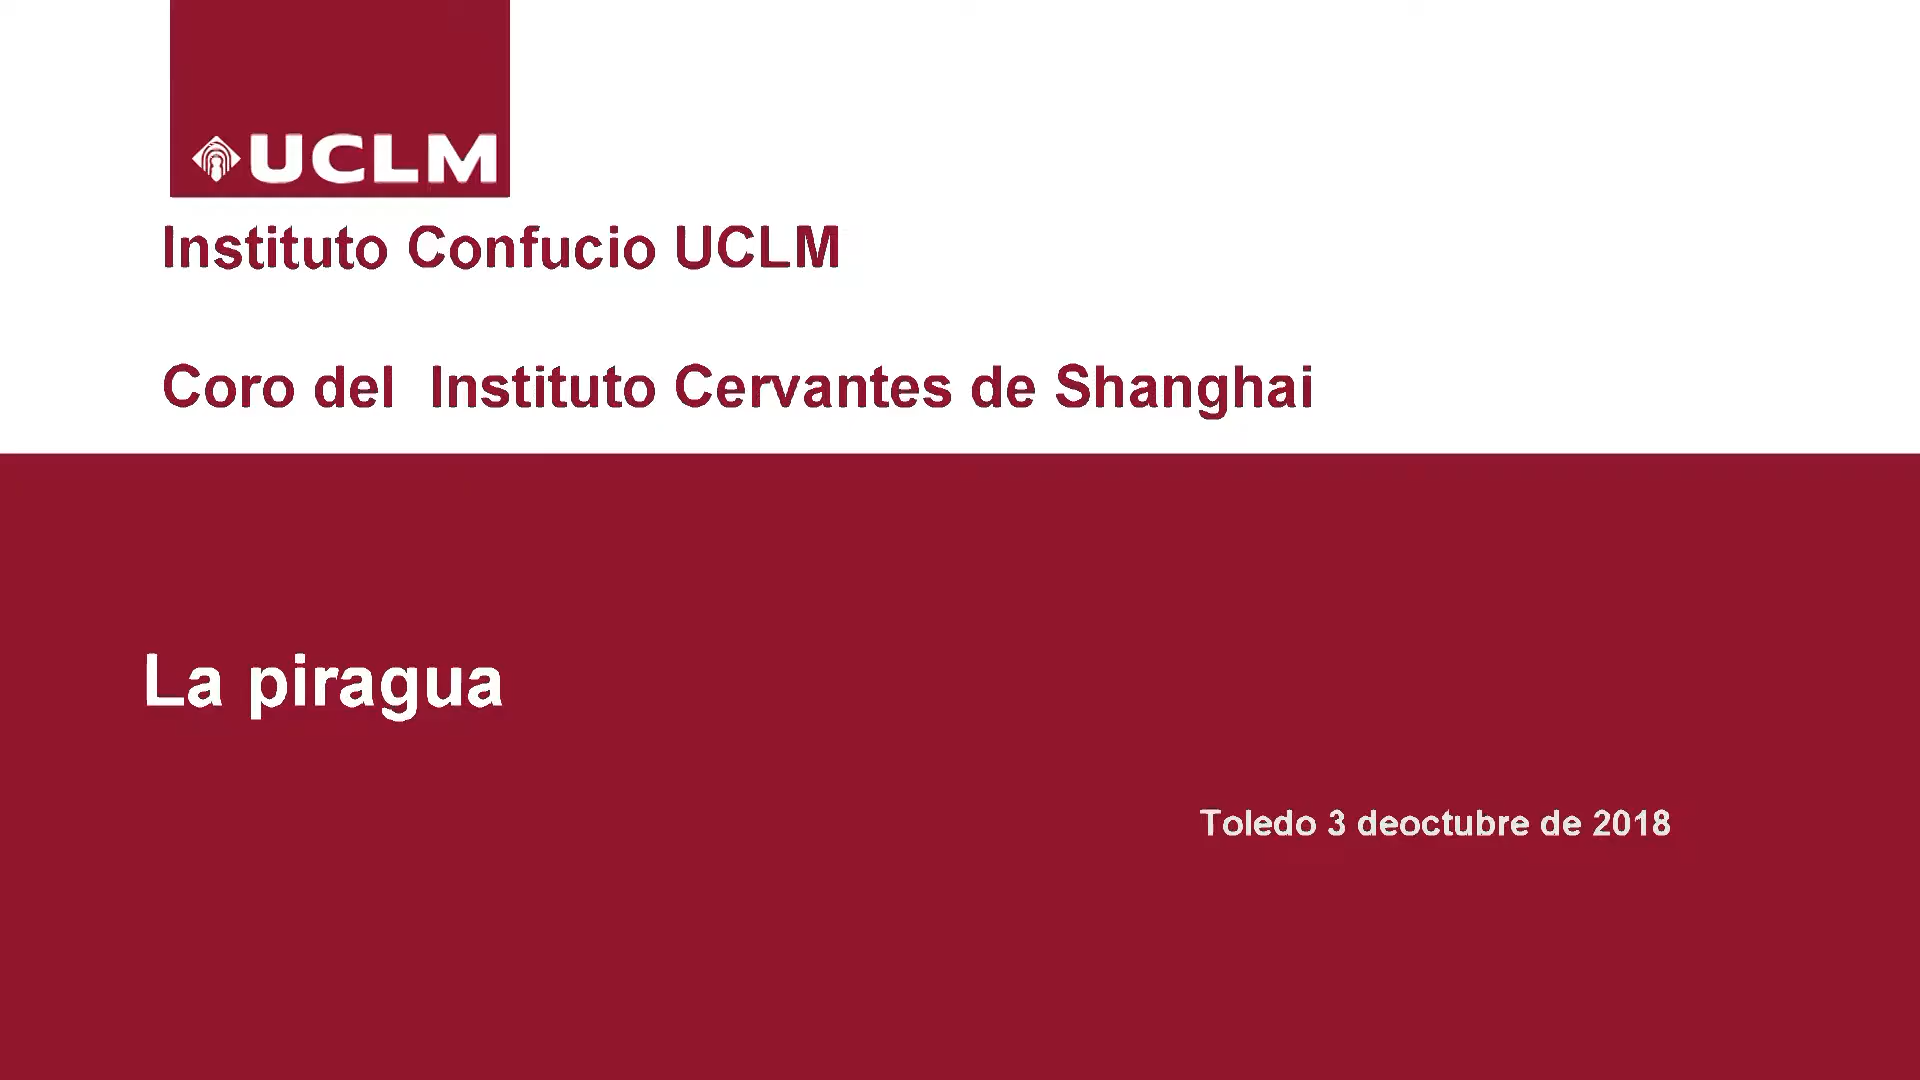 UCLM
Instituto Confucio UCLM
Coro del  Instituto Cervantes de Shanghai
La piragua
Toledo 3 deoctubre de 2018